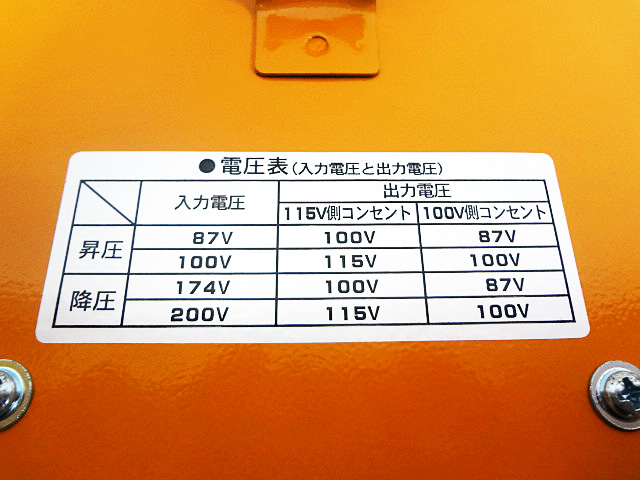 ●電圧表(入力電圧と出力電圧)
入力電圧 出力電圧
115V側コンセント 100V側コンセント
昇圧 87V 100V 87V
100V 115V 100V
降圧 174V 100V 87V
200V 115V 100V